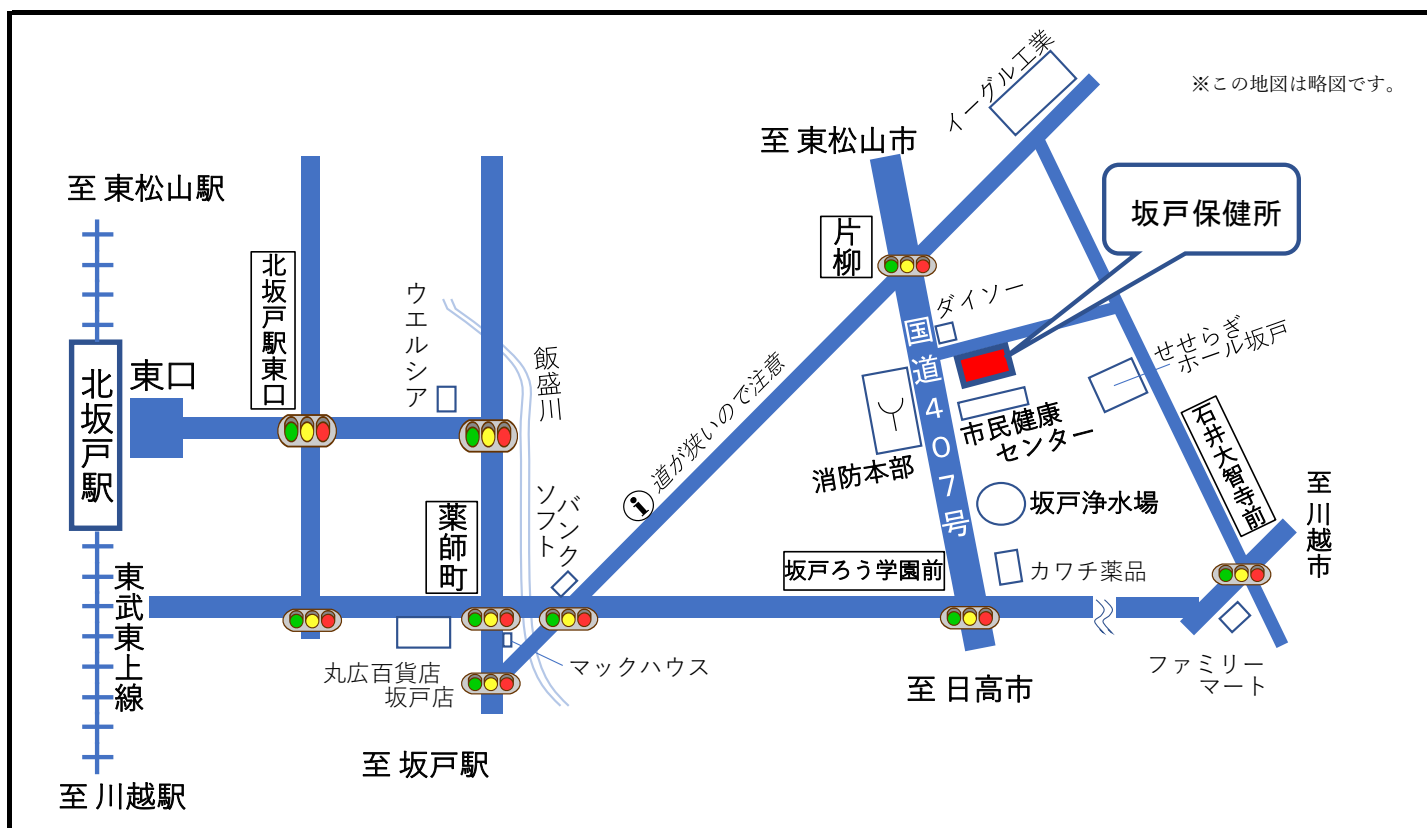 ※この地図は略図です。
イーグル工業
至 東松山市
至 東松山駅
坂戸保健所
片柳
北坂戸駅東口
ウエルシア
ダイソー
国道407号
せせらぎ
ホール坂戸
飯盛川
東口
北坂戸駅
道が狭いので注意
市民健康
センター
消防本部
石井大智寺前
至川越市
坂戸浄水場
ソフト
バンク
薬師町
坂戸ろう学園前
カワチ薬品
東武東上線
丸広百貨店
坂戸店
マックハウス
ファミリー
マート
至 日高市
至 坂戸駅
至 川越駅